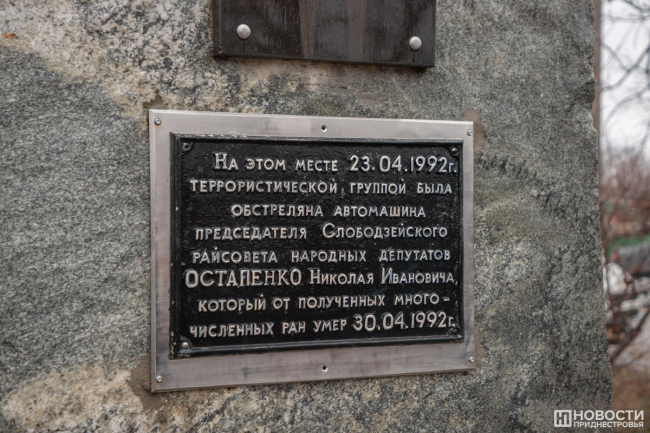 На этом месте 23.04.1992г.
террористической группой была
обстреляна автомашина
председателя Слободзейского
райсовета народных депутатов
ОСТАПЕНКО Николая Ивановича,
который от полученных много-
численных ран умер 30.04.1992г.
НОВОСТИ
ПРИДНЕСТРОВЬЯ